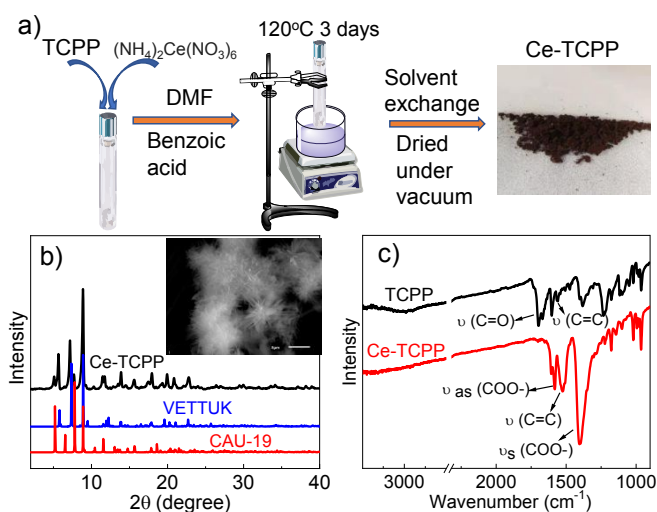 a)
TCPP
(NH4)2Ce(NO3)6
DMF
Benzoic
acid
120oC 3 days
Solvent
exchange
Dried
under
vacuum
Ce-TCPP
b)
Intensity
Ce-TCPP
VETTUK
CAU-19
10 20 30 40
2θ (degree)
c)
Intensity
TCPP
υ (C=O)
υ (C=C)
Ce-TCPP
υ as (COO-)
υ (C=C)
υs (COO-)
3000 2000 1500 1000
Wavenumber (cm-1)